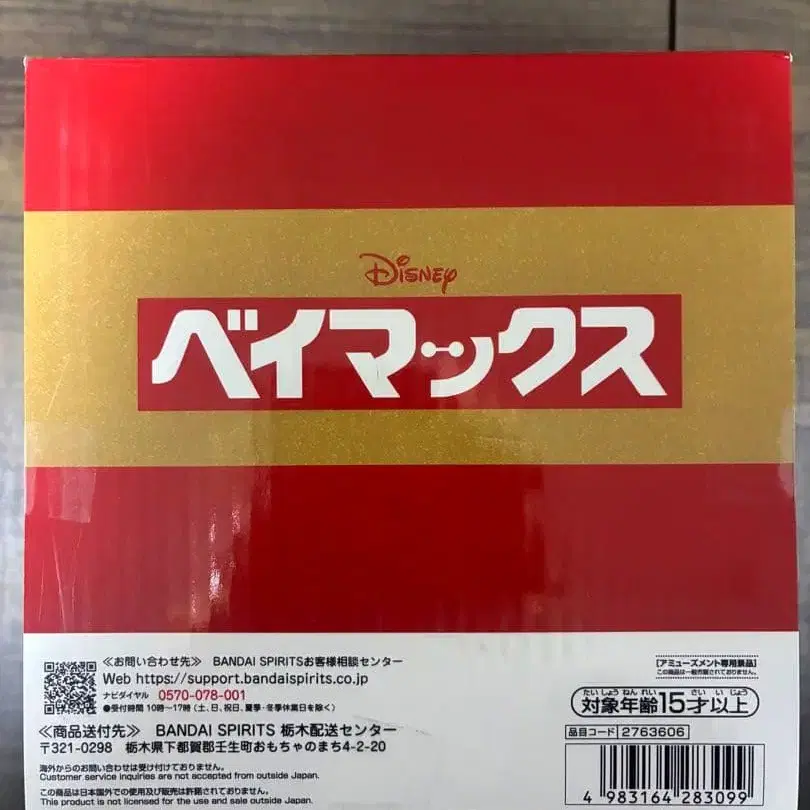 Disney
ベイマックス
≪お問い合わせ先≫ BANDAI SPIRITSお客様相談センター
Web https://support.bandaispirits.co.jp
ナビダイヤル 0570-078-001
●受付時間 10時〜17時 (土、日、祝日、夏季・冬季休業日を除く)
≪商品送付先≫ BANDAI SPIRITS 栃木配送センター
〒321-0298 栃木県下都賀郡壬生町おもちゃのまち4-2-20
海外からのお問い合わせは受け付けておりません。
Customer service inquiries are not accepted from outside Japan.
この商品は日本国以外での使用及び販売は許諾されておりません。
This product is not licensed for the use and sale outside Japan.
[アミューズメント専用景品]
この商品は一般市販されておりません。
たい しょう ねん れい さい い じょう
対象年齢15才以上
品目コード 2763606
4 983164 283099